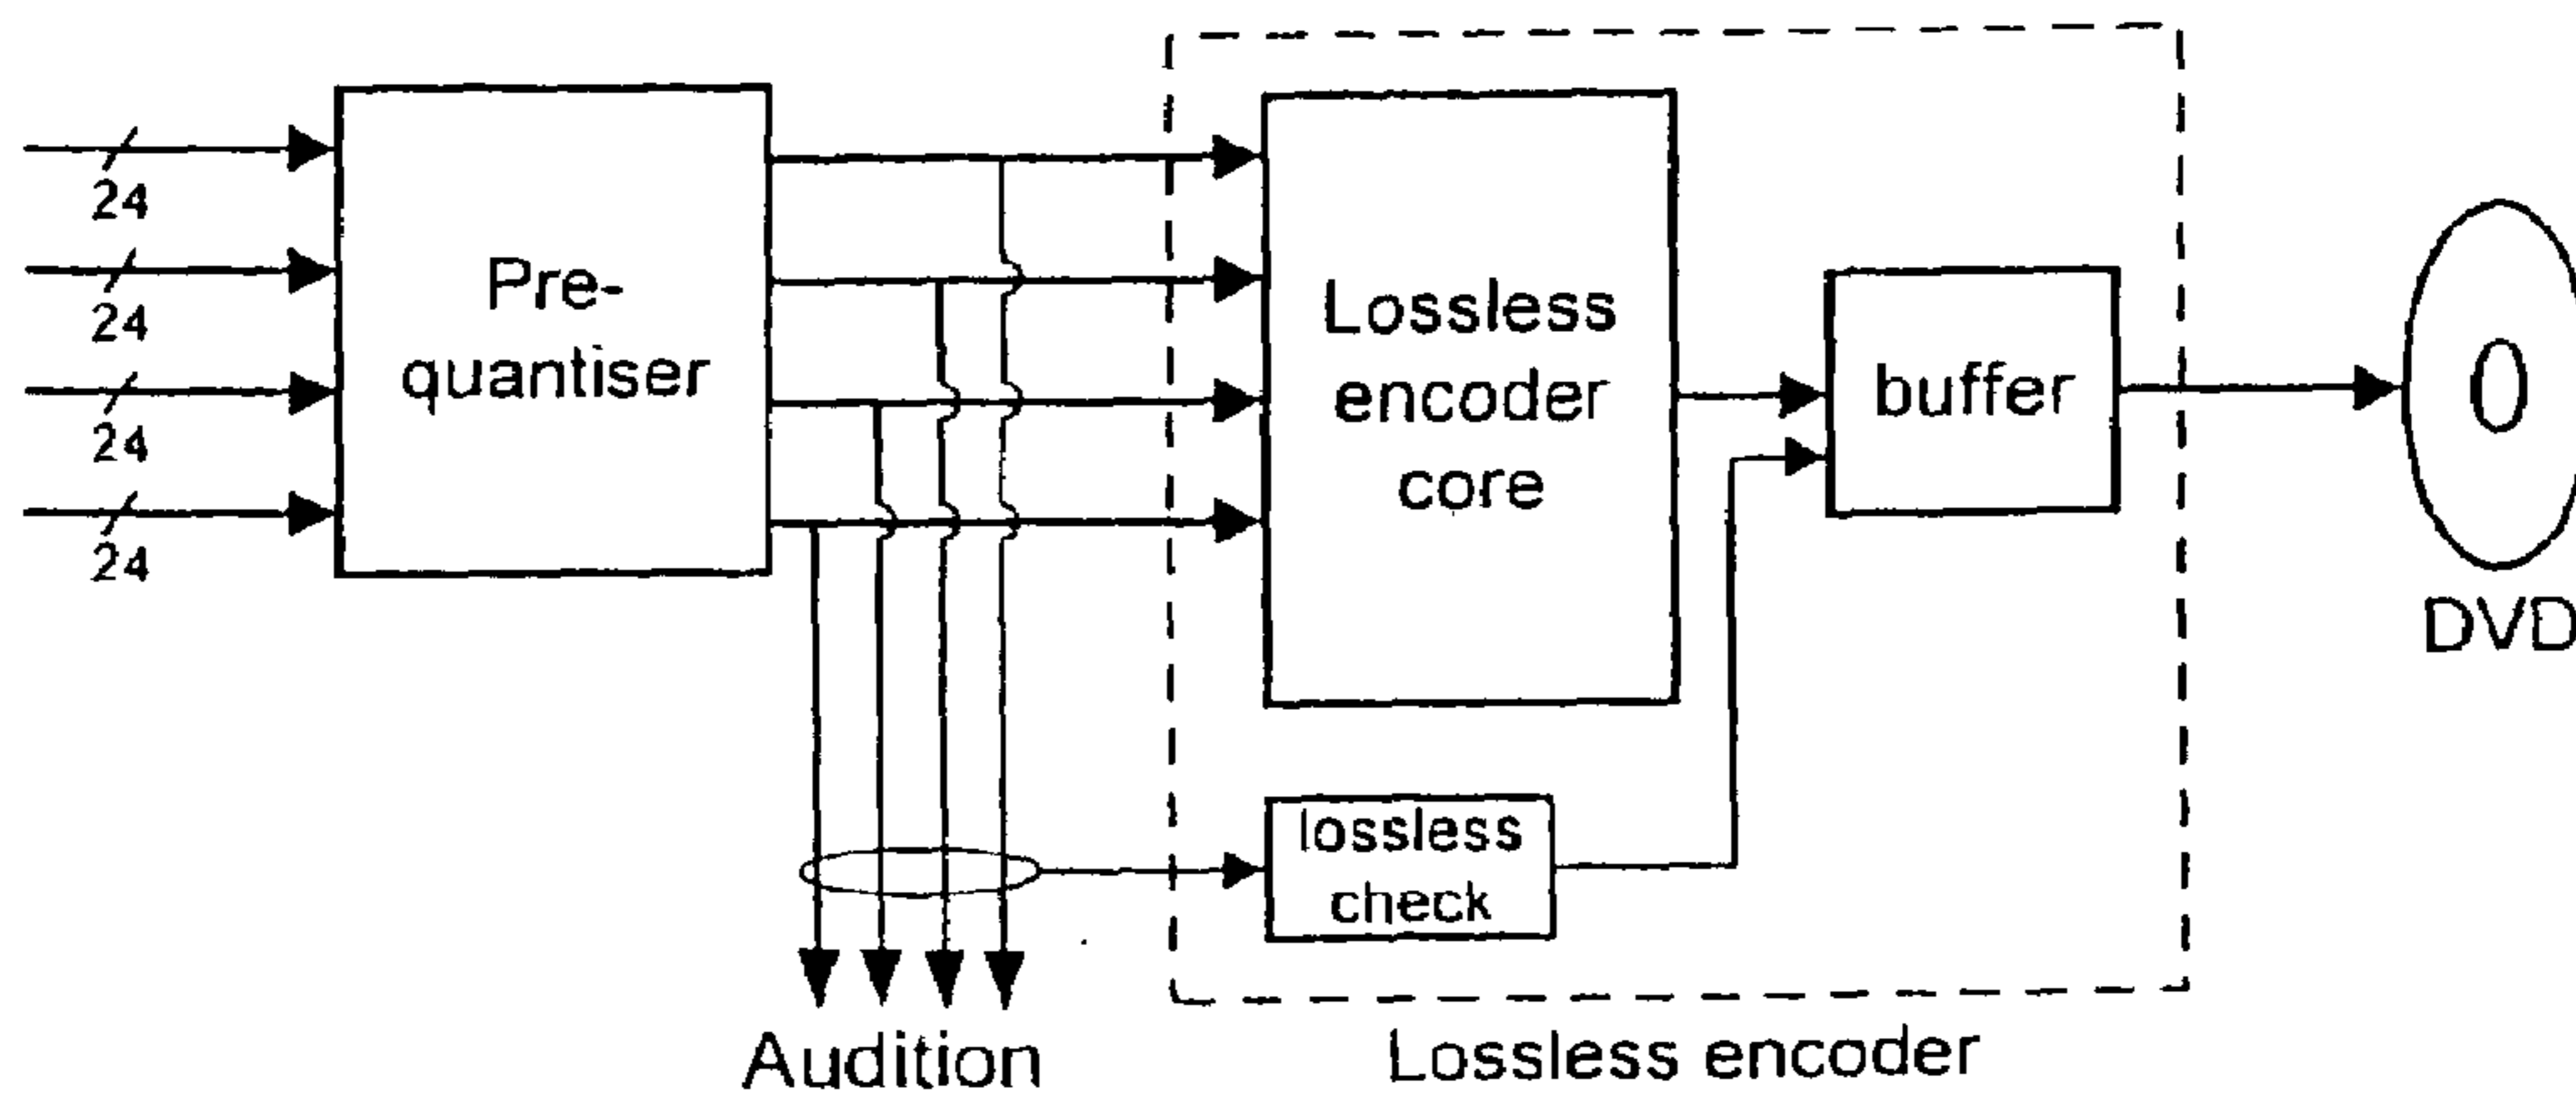 24
24
24
24
Pre-
quantiser
Lossless
encoder
core
buffer
DVD
lossless
check
Audition
Lossless encoder